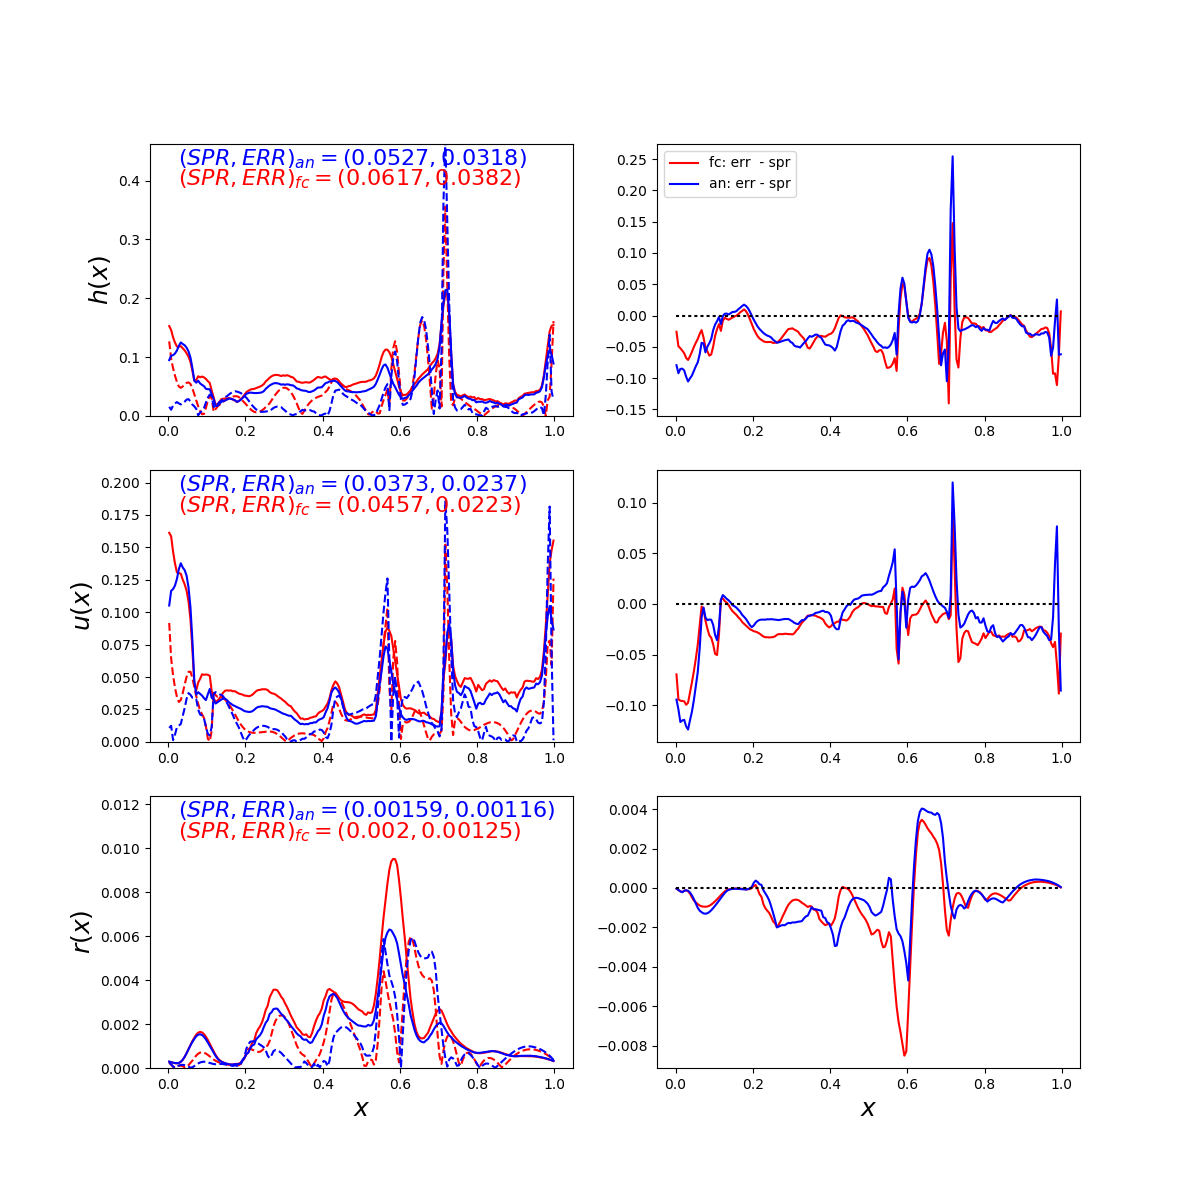 (SPR, ERR)an = (0.0527, 0.0318)
(SPR, ERR)fc = (0.0617, 0.0382)
0.4
0.3
0.2
0.1
0.0
h(x)
0.0 0.2 0.4 0.6 0.8 1.0
fc: err - spr
an: err - spr
0.25
0.20
0.15
0.10
0.05
0.00
−0.05
−0.10
−0.15
0.0 0.2 0.4 0.6 0.8 1.0
(SPR, ERR)an = (0.0373, 0.0237)
(SPR, ERR)fc = (0.0457, 0.0223)
0.200
0.175
0.150
0.125
0.100
0.075
0.050
0.025
0.000
u(x)
0.0 0.2 0.4 0.6 0.8 1.0
0.10
0.05
0.00
−0.05
−0.10
0.0 0.2 0.4 0.6 0.8 1.0
(SPR, ERR)an = (0.00159, 0.00116)
(SPR, ERR)fc = (0.002, 0.00125)
0.012
0.010
0.008
0.006
0.004
0.002
0.000
r(x)
0.0 0.2 0.4 0.6 0.8 1.0
x
0.004
0.002
0.000
−0.002
−0.004
−0.006
−0.008
0.0 0.2 0.4 0.6 0.8 1.0
x